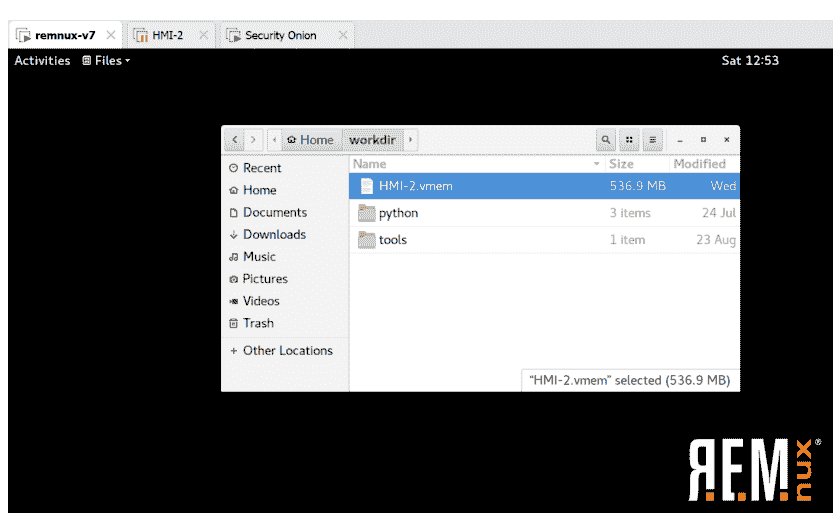 remnux-v7 HMI-2 Security Onion
Activities Files Sat 12:53
Home workdir
Name Size Modified
Recent
HMI-2.vmem 536.9 MB Wed
Home
Documents
python 3 items 24 Jul
Downloads
tools 1 item 23 Aug
Music
Pictures
Videos
Trash
+ Other Locations
"HMI-2.vmem" selected (536.9 MB)
REM
nux®